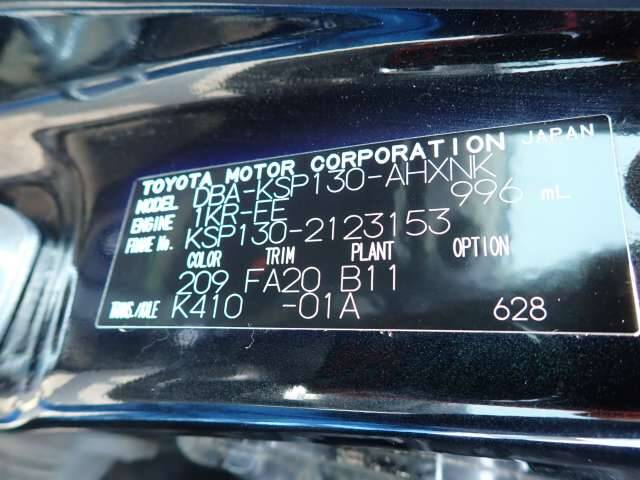 TOYOTA MOTOR CORPORATION JAPAN
MODEL DBA-KSP130-AHXNK
ENGINE 1KR-FE 996 mL
FRAME No. KSP130-2123153
COLOR TRIM PLANT OPTION
209 FA20 B11
TRANS./AXLE K410 -01A 628